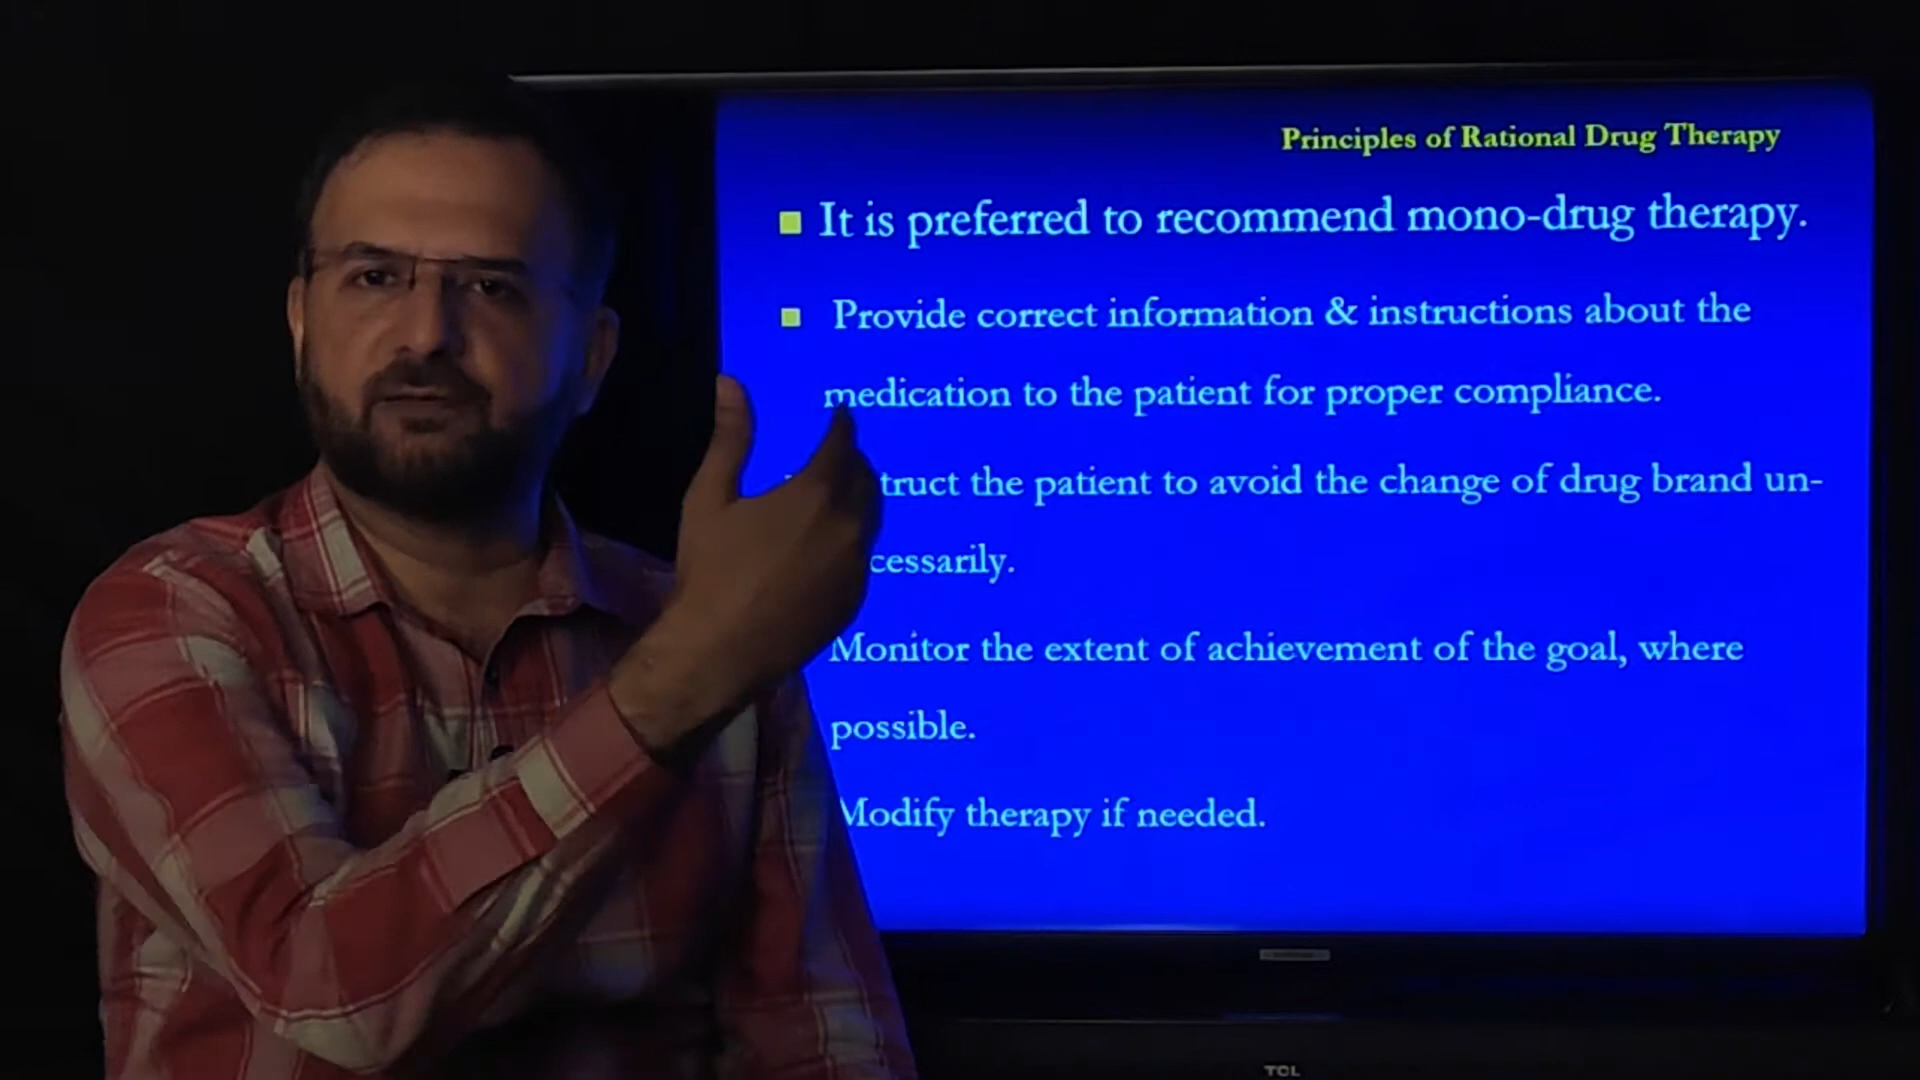 Principles of Rational Drug Therapy
It is preferred to recommend mono-drug therapy.
Provide correct information & instructions about the
medication to the patient for proper compliance.
truct the patient to avoid the change of drug brand un-
cessarily.
Monitor the extent of achievement of the goal, where
possible.
Modify therapy if needed.
TCL